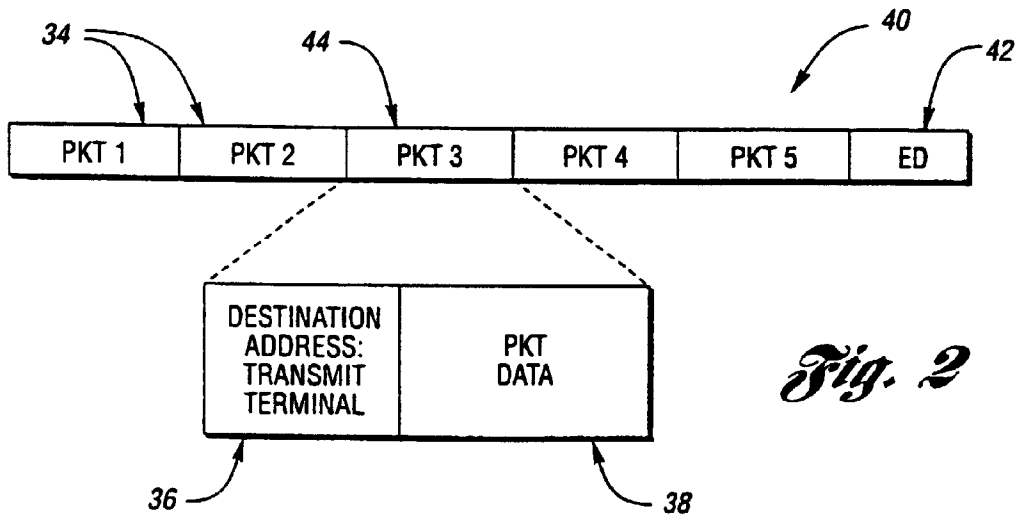 34
44
40
42
PKT 1 PKT 2 PKT 3 PKT 4 PKT 5 ED
DESTINATION
ADDRESS:
TRANSMIT
TERMINAL
PKT
DATA
Fig. 2
36
38